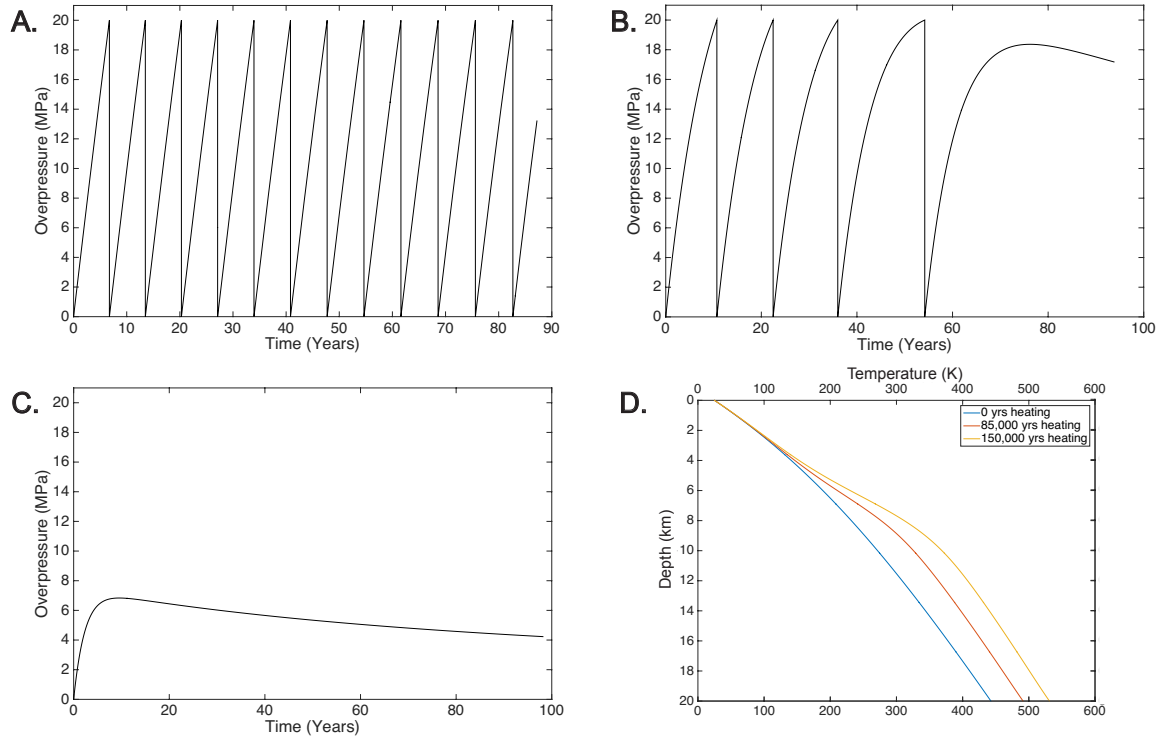 A.
20
18
16
14
12
10
8
6
4
2
0
Overpressure (MPa)
0 10 20 30 40 50 60 70 80 90
Time (Years)
B.
20
18
16
14
12
10
8
6
4
2
0
Overpressure (MPa)
0 20 40 60 80 100
Time (Years)
C.
20
18
16
14
12
10
8
6
4
2
0
Overpressure (MPa)
0 20 40 60 80 100
Time (Years)
D.
Temperature (K)
0 100 200 300 400 500 600
0 yrs heating
85,000 yrs heating
150,000 yrs heating
0
2
4
6
8
10
12
14
16
18
20
Depth (km)
0 100 200 300 400 500 600